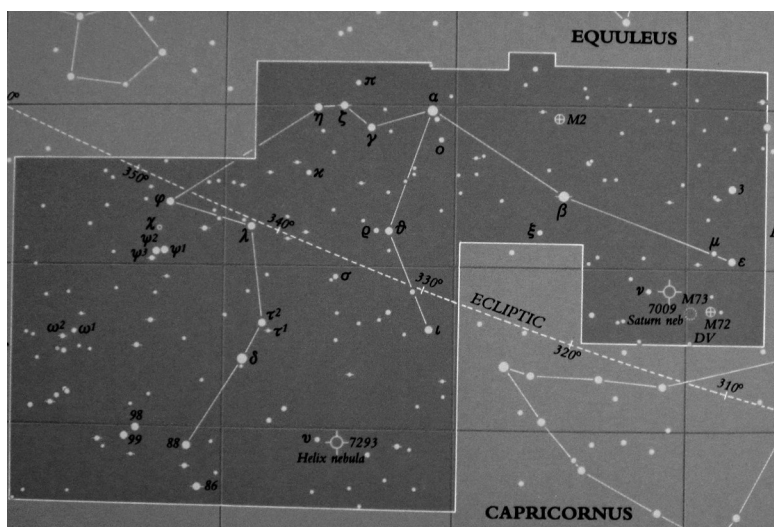 EQUULEUS
π
α
η
ζ
γ
M2
ο
350°
ϰ
3
φ
340°
β
χ
λ
ϱ
ϑ
ξ
ψ²
ψ¹
ψ³
μ
ε
σ
330°
ν
7009
M73
ECLIPTIC
Saturn neb
M72
ω²
ω¹
τ²
τ¹
ι
DV
320°
δ
310°
98
99
88
υ
7293
Helix nebula
86
CAPRICORNUS